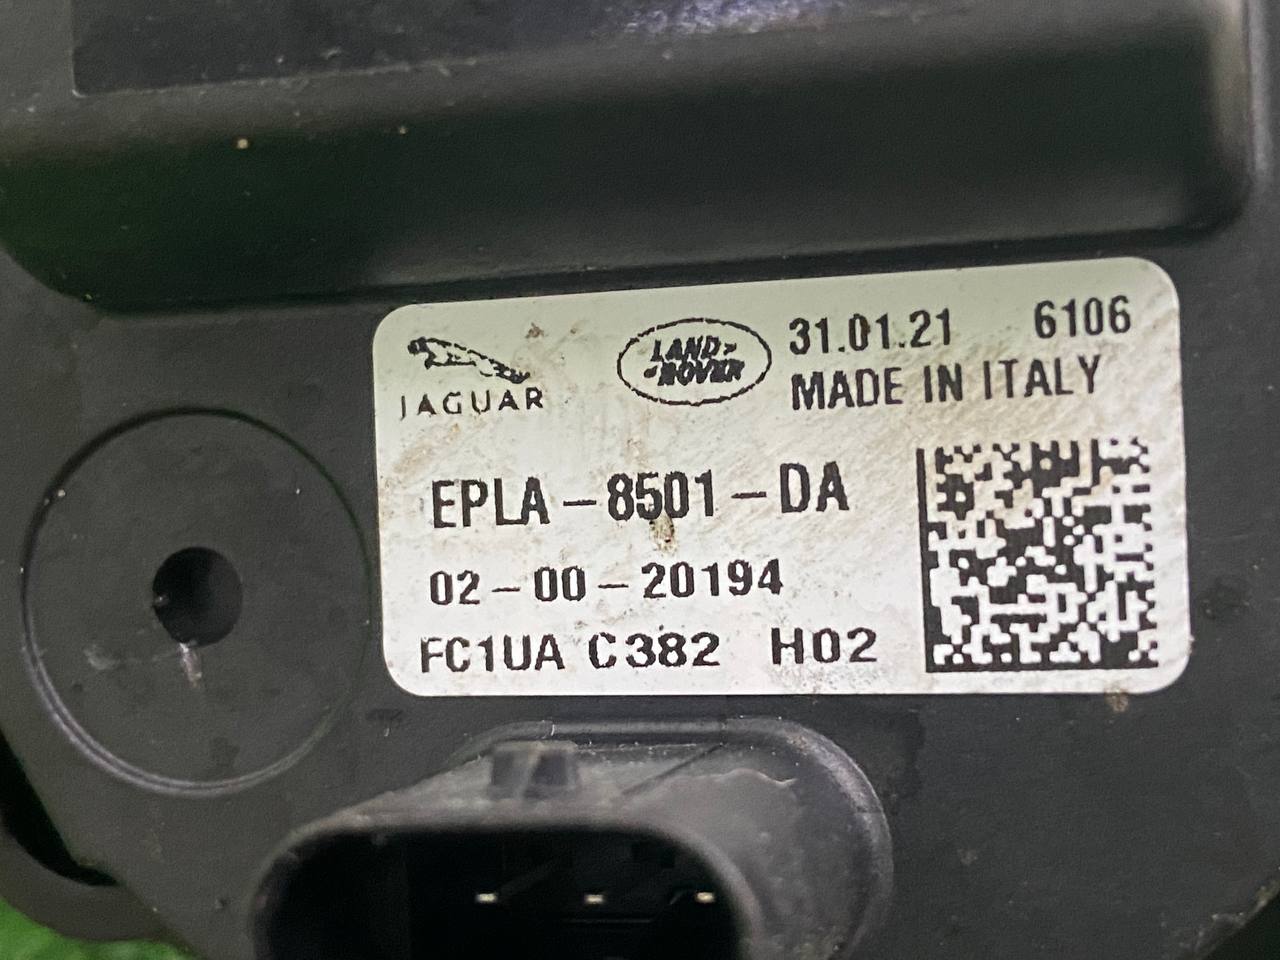 JAGUAR
LAND
ROVER
31.01.21 6106
MADE IN ITALY
EPLA-8501-DA
02-00-20194
FC1UA C382 H02